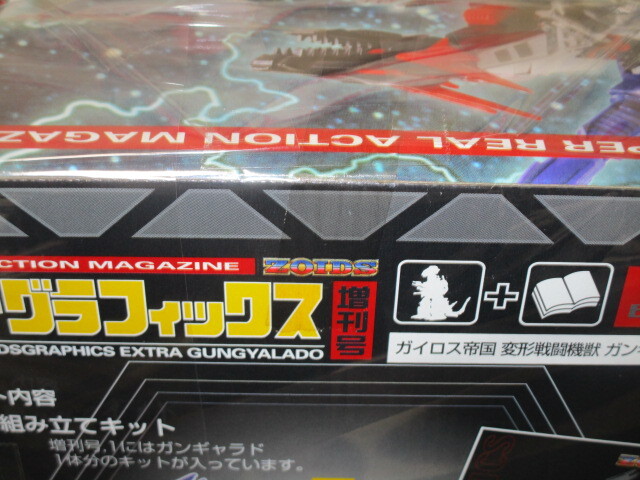 PER REAL ACTION MAGAZ
CTION MAGAZINE
ZOIDS
グラフィックス
増刊号
DSGRAPHICS EXTRA GUNGYALADO
ガイロス帝国 変形戦闘機獣 ガン
ト内容
組み立てキット
増刊号.1にはガンギャラド
1体分のキットが入っています。